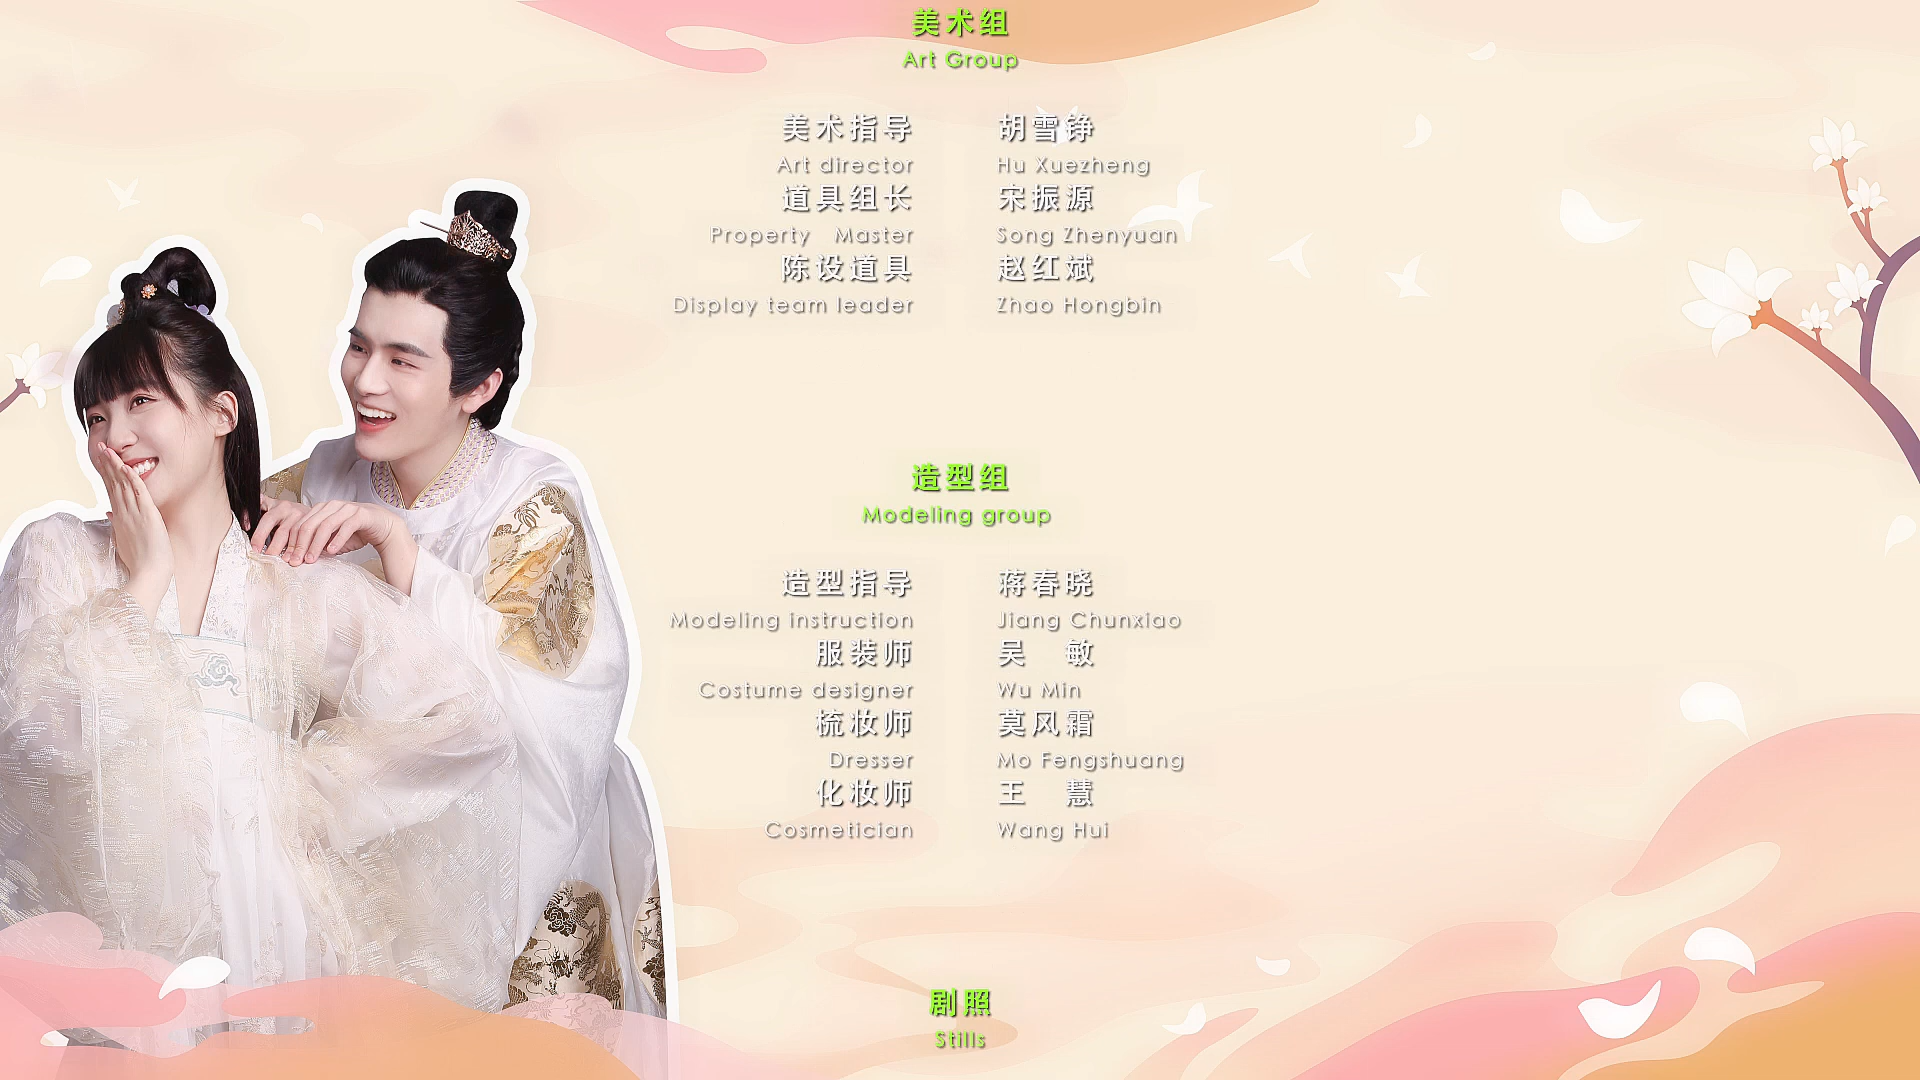 美术组
Art Group
美术指导 胡雪铮
Art director Hu Xuezheng
道具组长 宋振源
Property Master Song Zhenyuan
陈设道具 赵红斌
Display team leader Zhao Hongbin
造型组
Modeling group
造型指导 蒋春晓
Modeling instruction Jiang Chunxiao
服装师 吴 敏
Costume designer Wu Min
梳妆师 莫风霜
Dresser Mo Fengshuang
化妆师 王 慧
Cosmetician Wang Hui
剧照
Stills